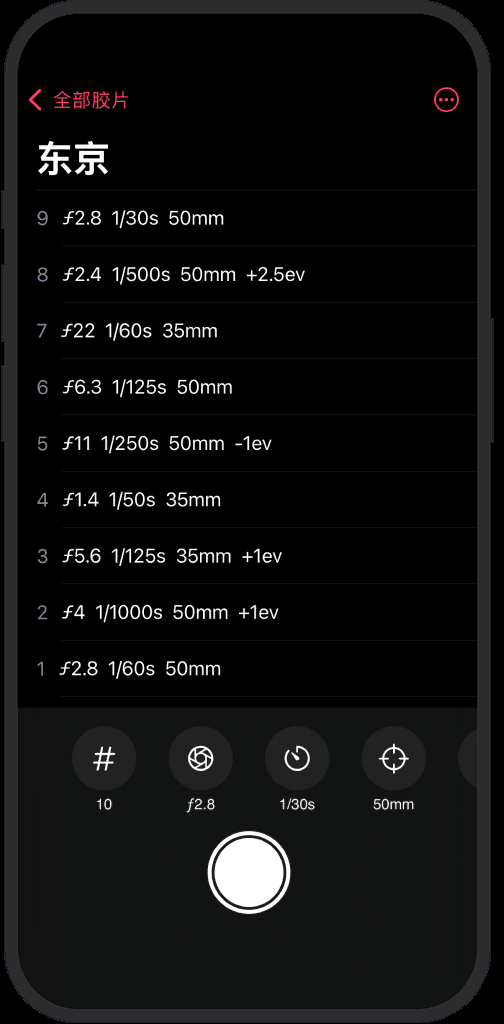 全部胶片
东京
9 ƒ2.8 1/30s 50mm
8 ƒ2.4 1/500s 50mm +2.5ev
7 ƒ22 1/60s 35mm
6 ƒ6.3 1/125s 50mm
5 ƒ11 1/250s 50mm -1ev
4 ƒ1.4 1/50s 35mm
3 ƒ5.6 1/125s 35mm +1ev
2 ƒ4 1/1000s 50mm +1ev
1 ƒ2.8 1/60s 50mm
#
10 ƒ2.8 1/30s 50mm